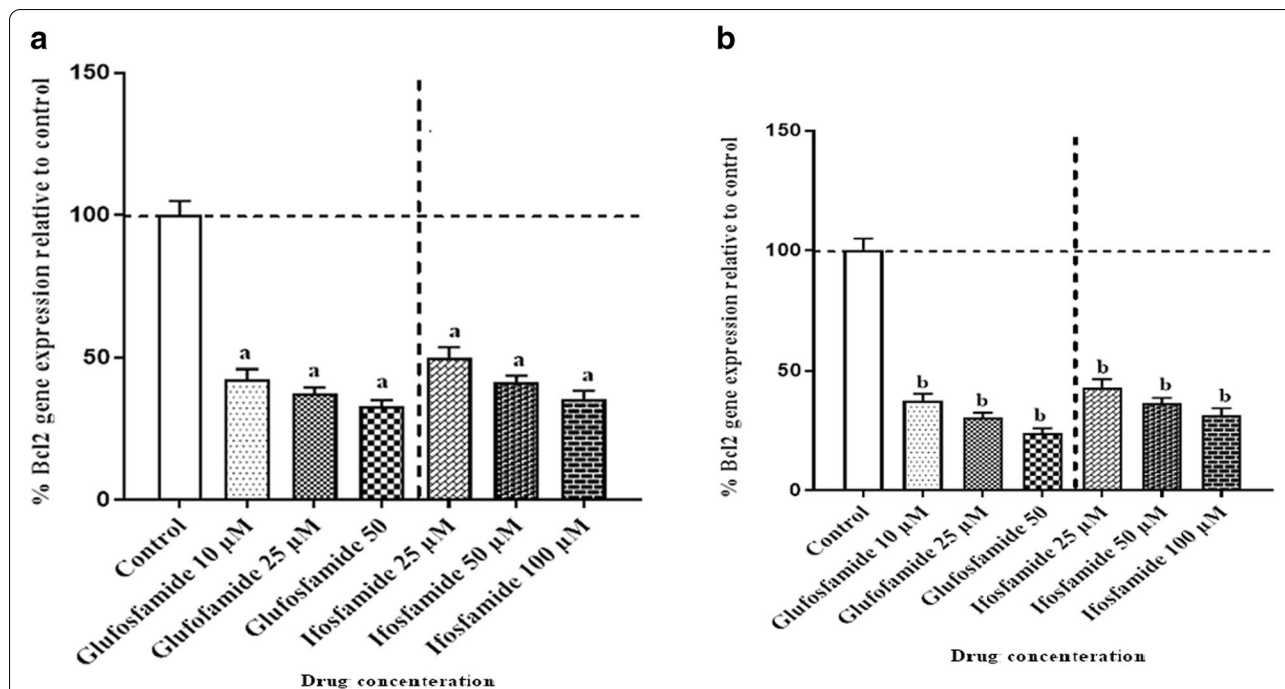 a
% Bcl2 gene expression relative to control
150
100
50
0
a
a
a
a
a
a
Control
Glufosfamide 10 µM
Glufofamide 25 µM
Glufosfamide 50
Ifosfamide 25 µM
Ifosfamide 50 µM
Ifosfamide 100 µM
Drug concenteration
b
% Bcl2 gene expression relative to control
150
100
50
0
b
b
b
b
b
b
Control
Glufosfamide 10 µM
Glufofamide 25 µM
Glufosfamide 50
Ifosfamide 25 µM
Ifosfamide 50 µM
Ifosfamide 100 µM
Drug concenteration